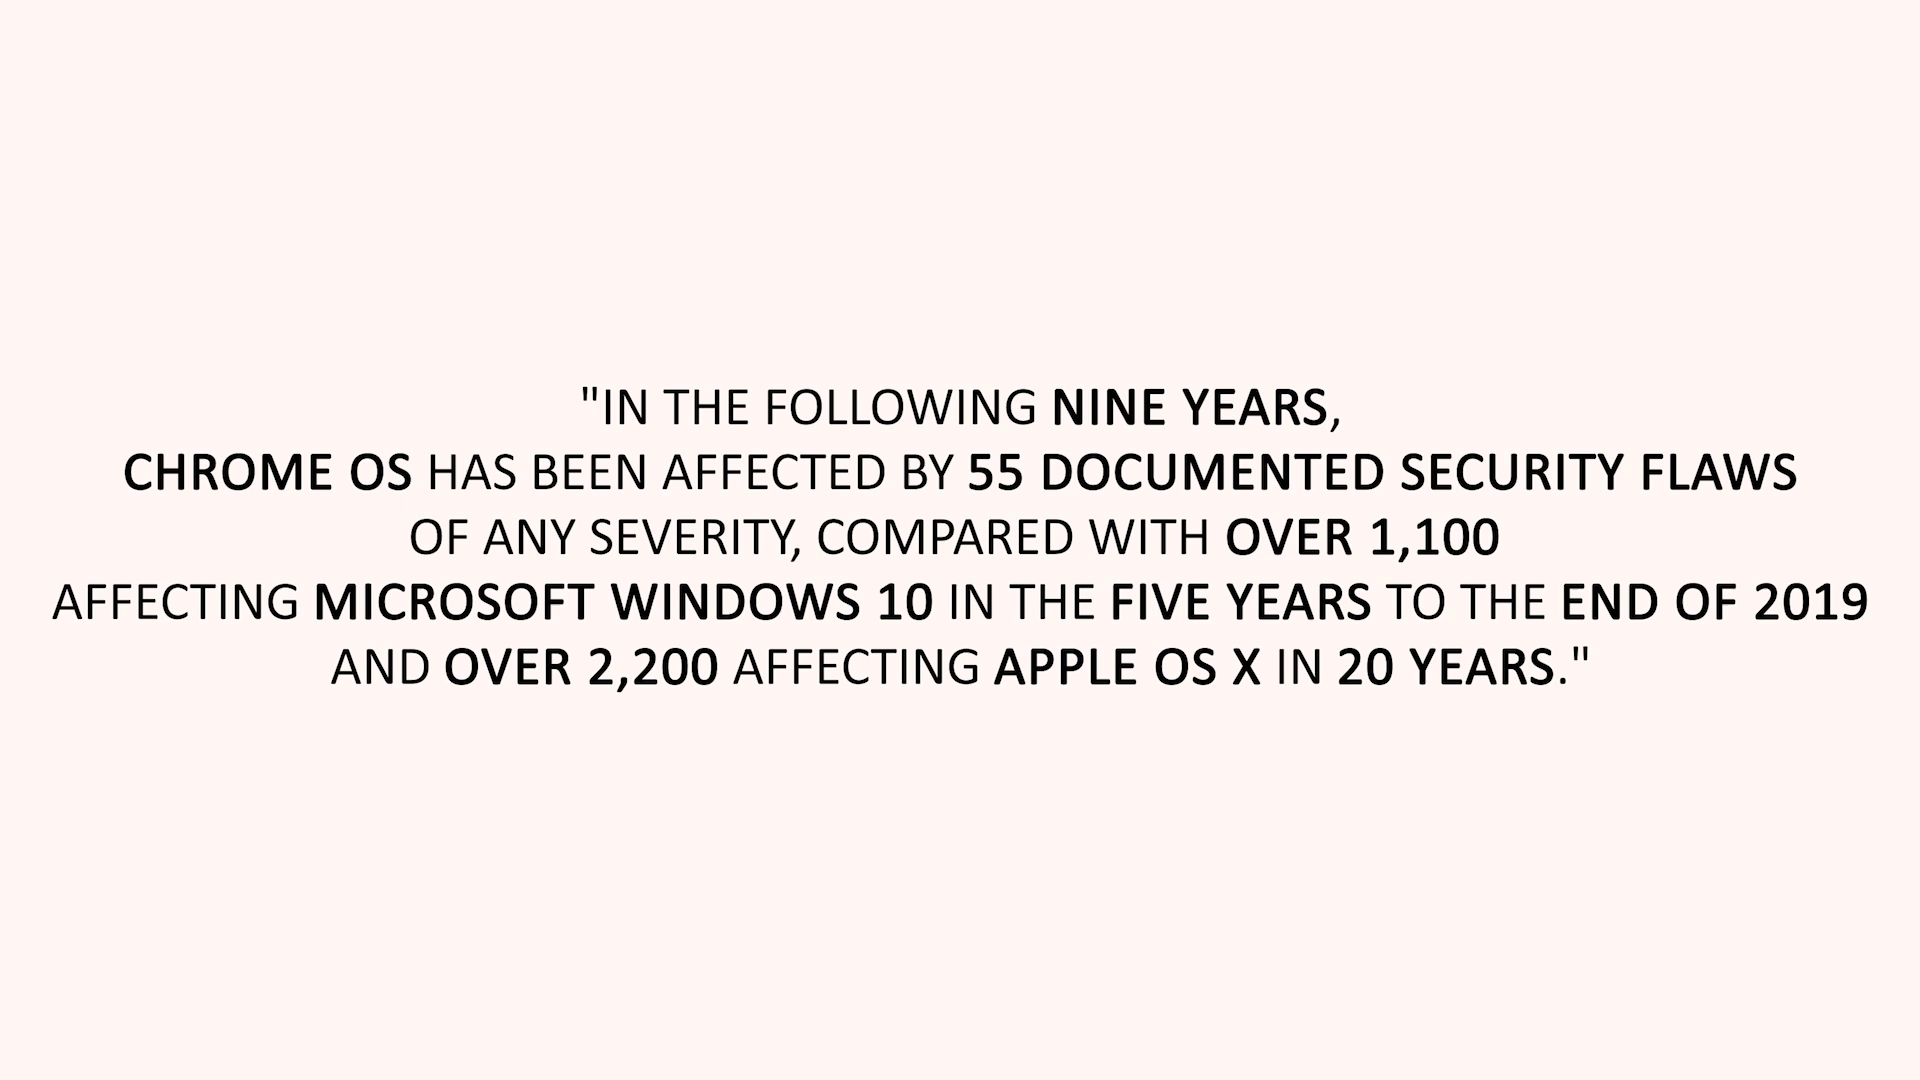 "IN THE FOLLOWING NINE YEARS,
CHROME OS HAS BEEN AFFECTED BY 55 DOCUMENTED SECURITY FLAWS
OF ANY SEVERITY, COMPARED WITH OVER 1,100
AFFECTING MICROSOFT WINDOWS 10 IN THE FIVE YEARS TO THE END OF 2019
AND OVER 2,200 AFFECTING APPLE OS X IN 20 YEARS."